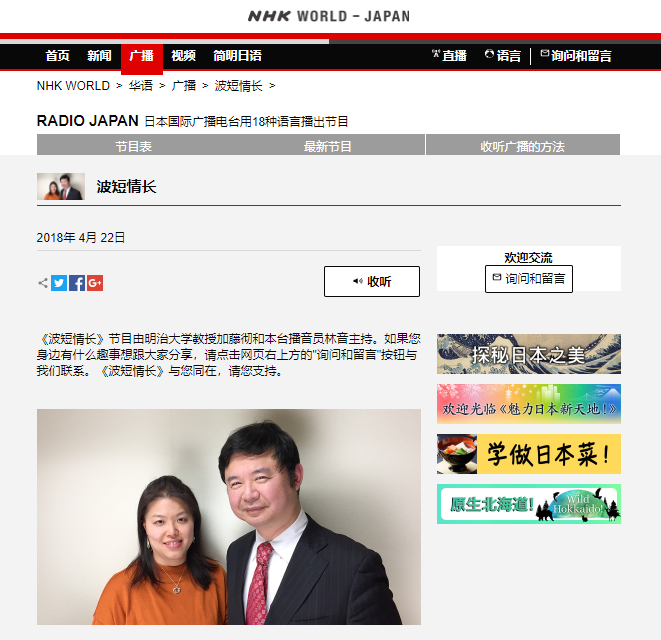 NHK WORLD - JAPAN
首页 新闻 广播 视频 简明日语 直播 语言 询问和留言
NHK WORLD > 华语 > 广播 > 波短情长 >
RADIO JAPAN 日本国际广播电台用18种语言播出节目
节目表 最新节目 收听广播的方法
波短情长
2018年 4月 22日
欢迎交流
询问和留言
收听
《波短情长》节目由明治大学教授加藤彻和本台播音员林音主持。如果您
身边有什么趣事想跟大家分享，请点击网页右上方的"询问和留言"按钮与
我们联系。《波短情长》与您同在，请您支持。
探秘日本之美
欢迎光临《魅力日本新天地！》
学做日本菜！
原生北海道！ Wild
Hokkaido!